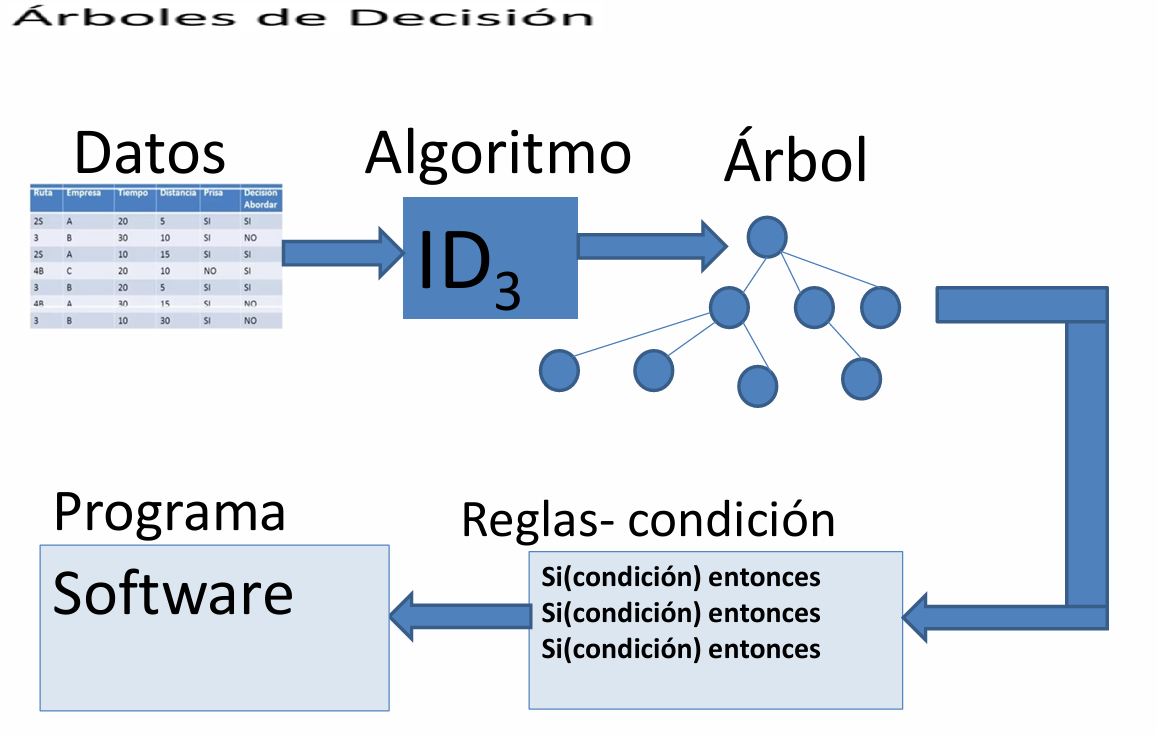 Árboles de Decisión
Datos
Algoritmo
Árbol
Ruta Empresa Tiempo Distancia Prisa Decisión Abordar
2S A 20 5 SI SI
3 B 30 10 SI NO
2S A 10 15 SI SI
4B C 20 10 NO SI
3 B 20 5 SI SI
4B A 30 15 SI NO
3 B 10 30 SI NO
ID3
Programa
Software
Reglas- condición
Si(condición) entonces
Si(condición) entonces
Si(condición) entonces